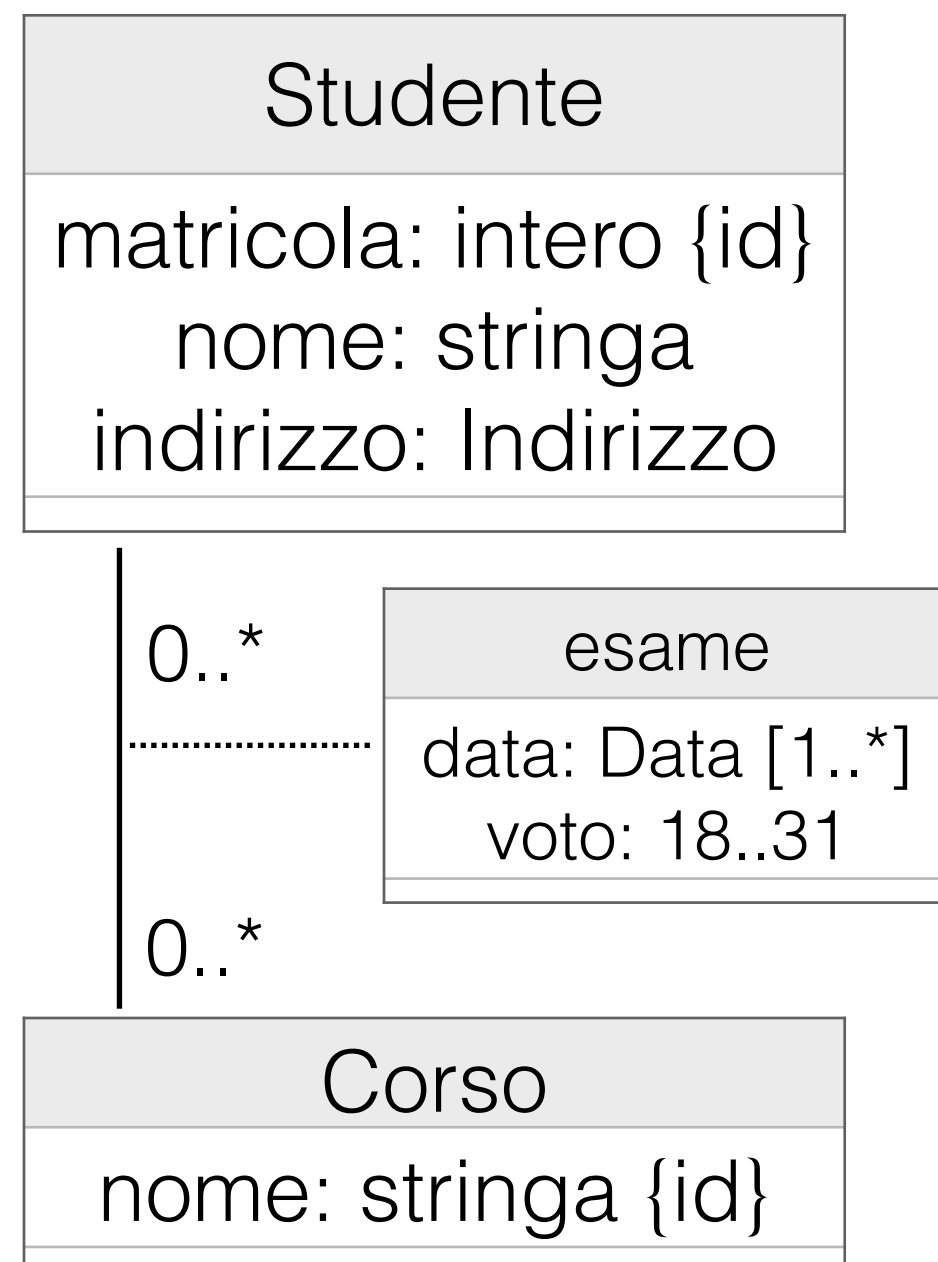 Studente
matricola: intero {id}
nome: stringa
indirizzo: Indirizzo
0..*
esame
data: Data [1..*]
voto: 18..31
0..*
Corso
nome: stringa {id}